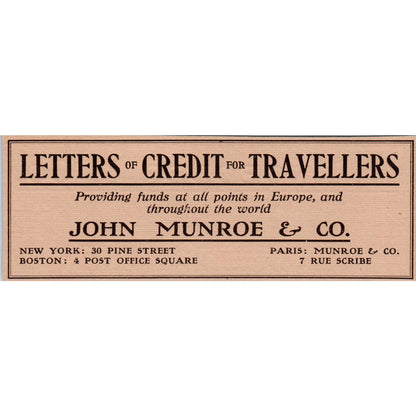 LETTERS OF CREDIT FOR TRAVELLERS
Providing funds at all points in Europe, and
throughout the world
JOHN MUNROE & CO.
NEW YORK: 30 PINE STREET PARIS: MUNROE & CO.
BOSTON: 4 POST OFFICE SQUARE 7 RUE SCRIBE